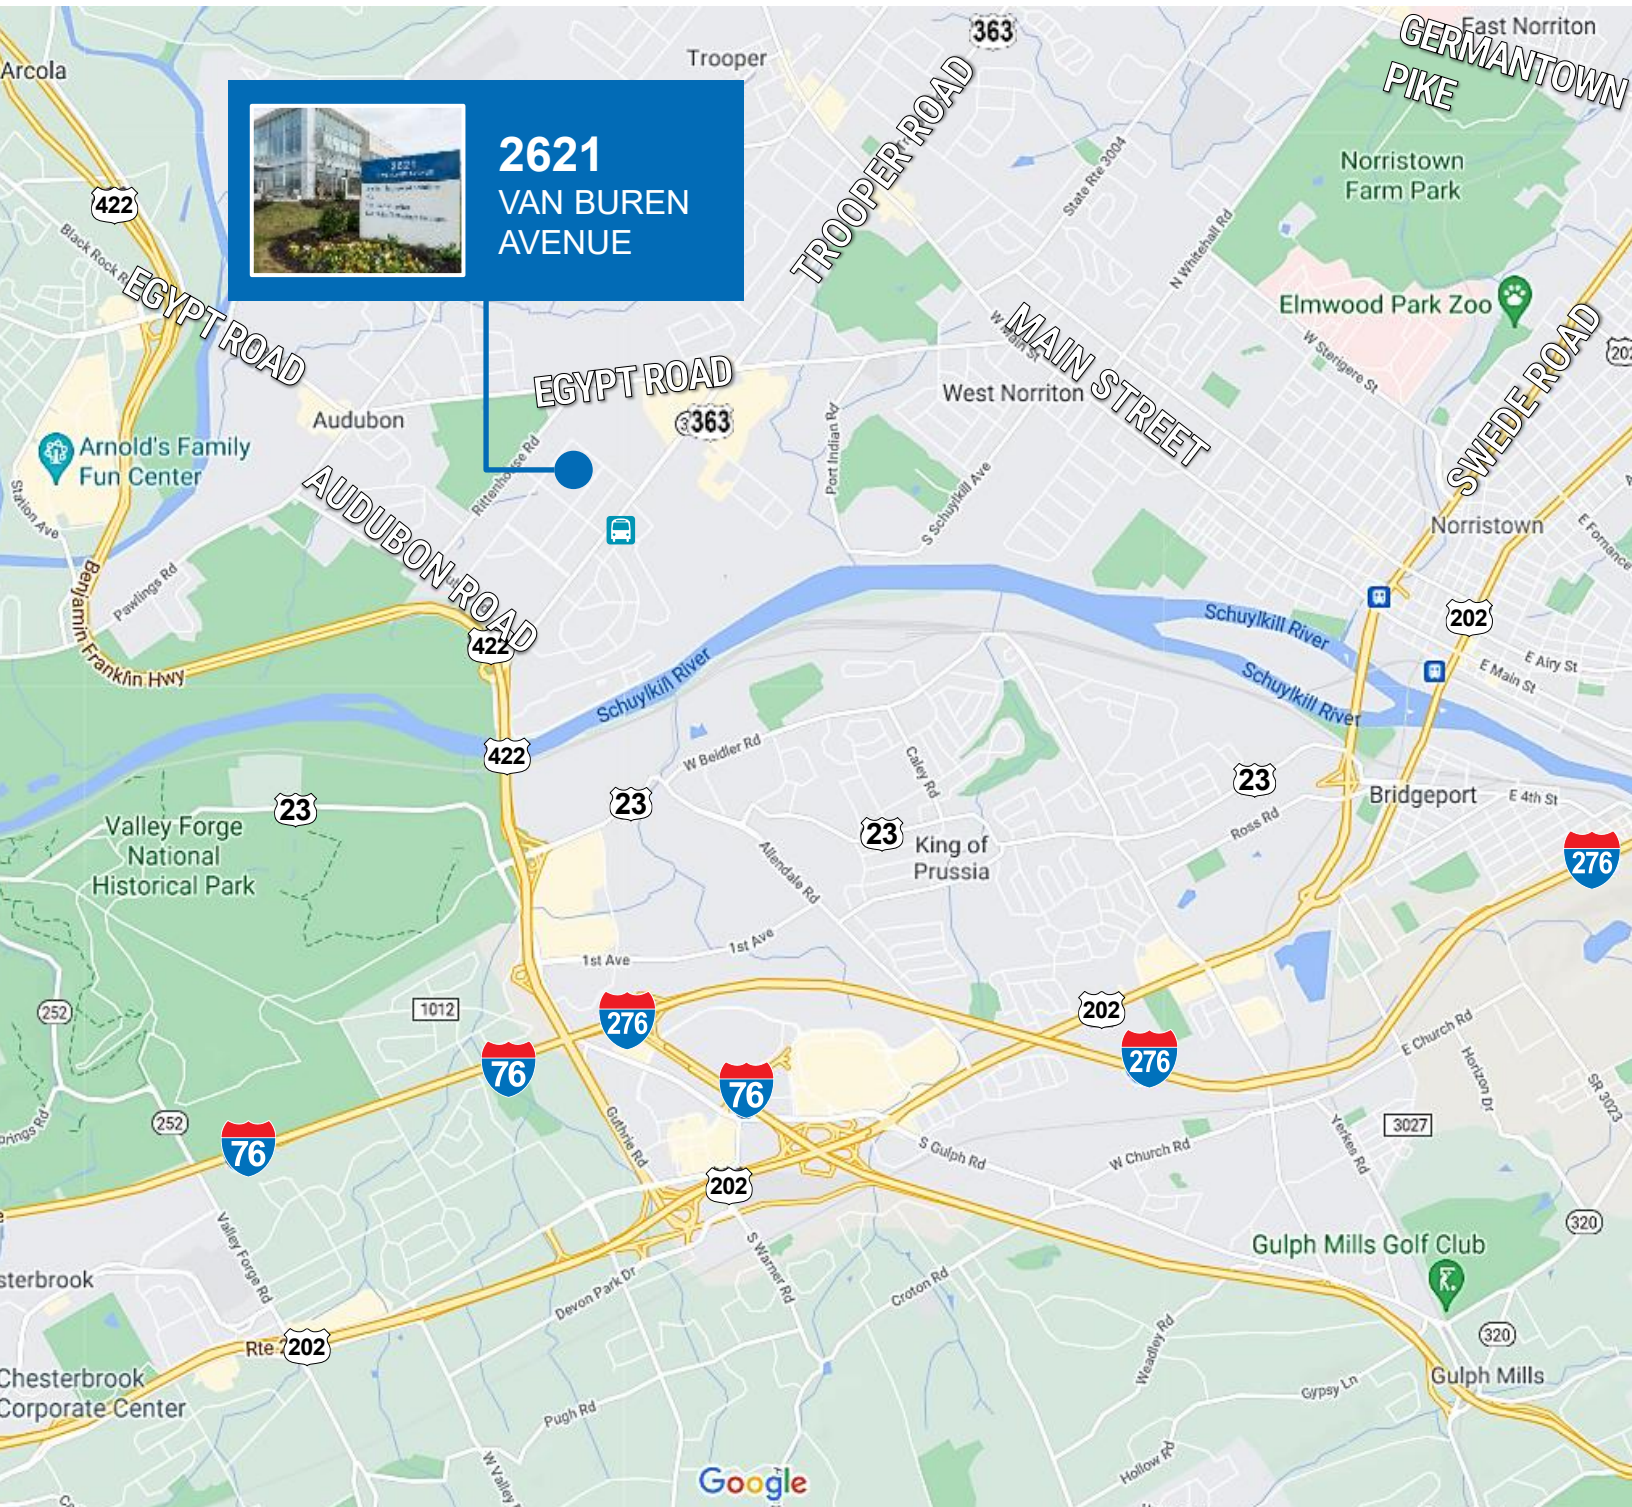 363
East Norriton
GERMANTOWN
PIKE
Trooper
Arcola
2621
VAN BUREN
AVENUE
2621
TROOPER ROAD
State Rte 3004
Norristown
Farm Park
422
Black Rock R
EGYPT ROAD
N Whitehall Rd
Elmwood Park Zoo
W Main St
MAIN STREET
W Sterigere St
SWEDE ROAD
202
EGYPT ROAD
363
West Norriton
Audubon
Arnold's Family
Fun Center
Rittenhouse Rd
Port Indian Rd
S Schuylkill Ave
Station Ave
AUDUBON ROAD
Norristown
E Fornance
Pawlings Rd
Benjamin Franklin Hwy
422
Schuylkill River
Schuylkill River
Schuylkill River
202
E Airy St
E Main St
422
W Beidler Rd
Caley Rd
23
23
23
23
Bridgeport
E 4th St
Ross Rd
Valley Forge
National
Historical Park
King of
Prussia
Allendale Rd
276
1st Ave
1st Ave
252
1012
276
202
76
76
276
E Church Rd
Horizon Dr
SR 3023
252
76
prings Rd
Guthrie Rd
S Gulph Rd
W Church Rd
Yerkes Rd
3027
202
Valley Forge Rd
S Warner Rd
320
Gulph Mills Golf Club
sterbrook
Devon Park Dr
Croton Rd
Weadley Rd
320
Rte 2
202
Chesterbrook
Corporate Center
Gulph Mills
Gypsy Ln
Pugh Rd
W Valley
Hollow Rd
Google